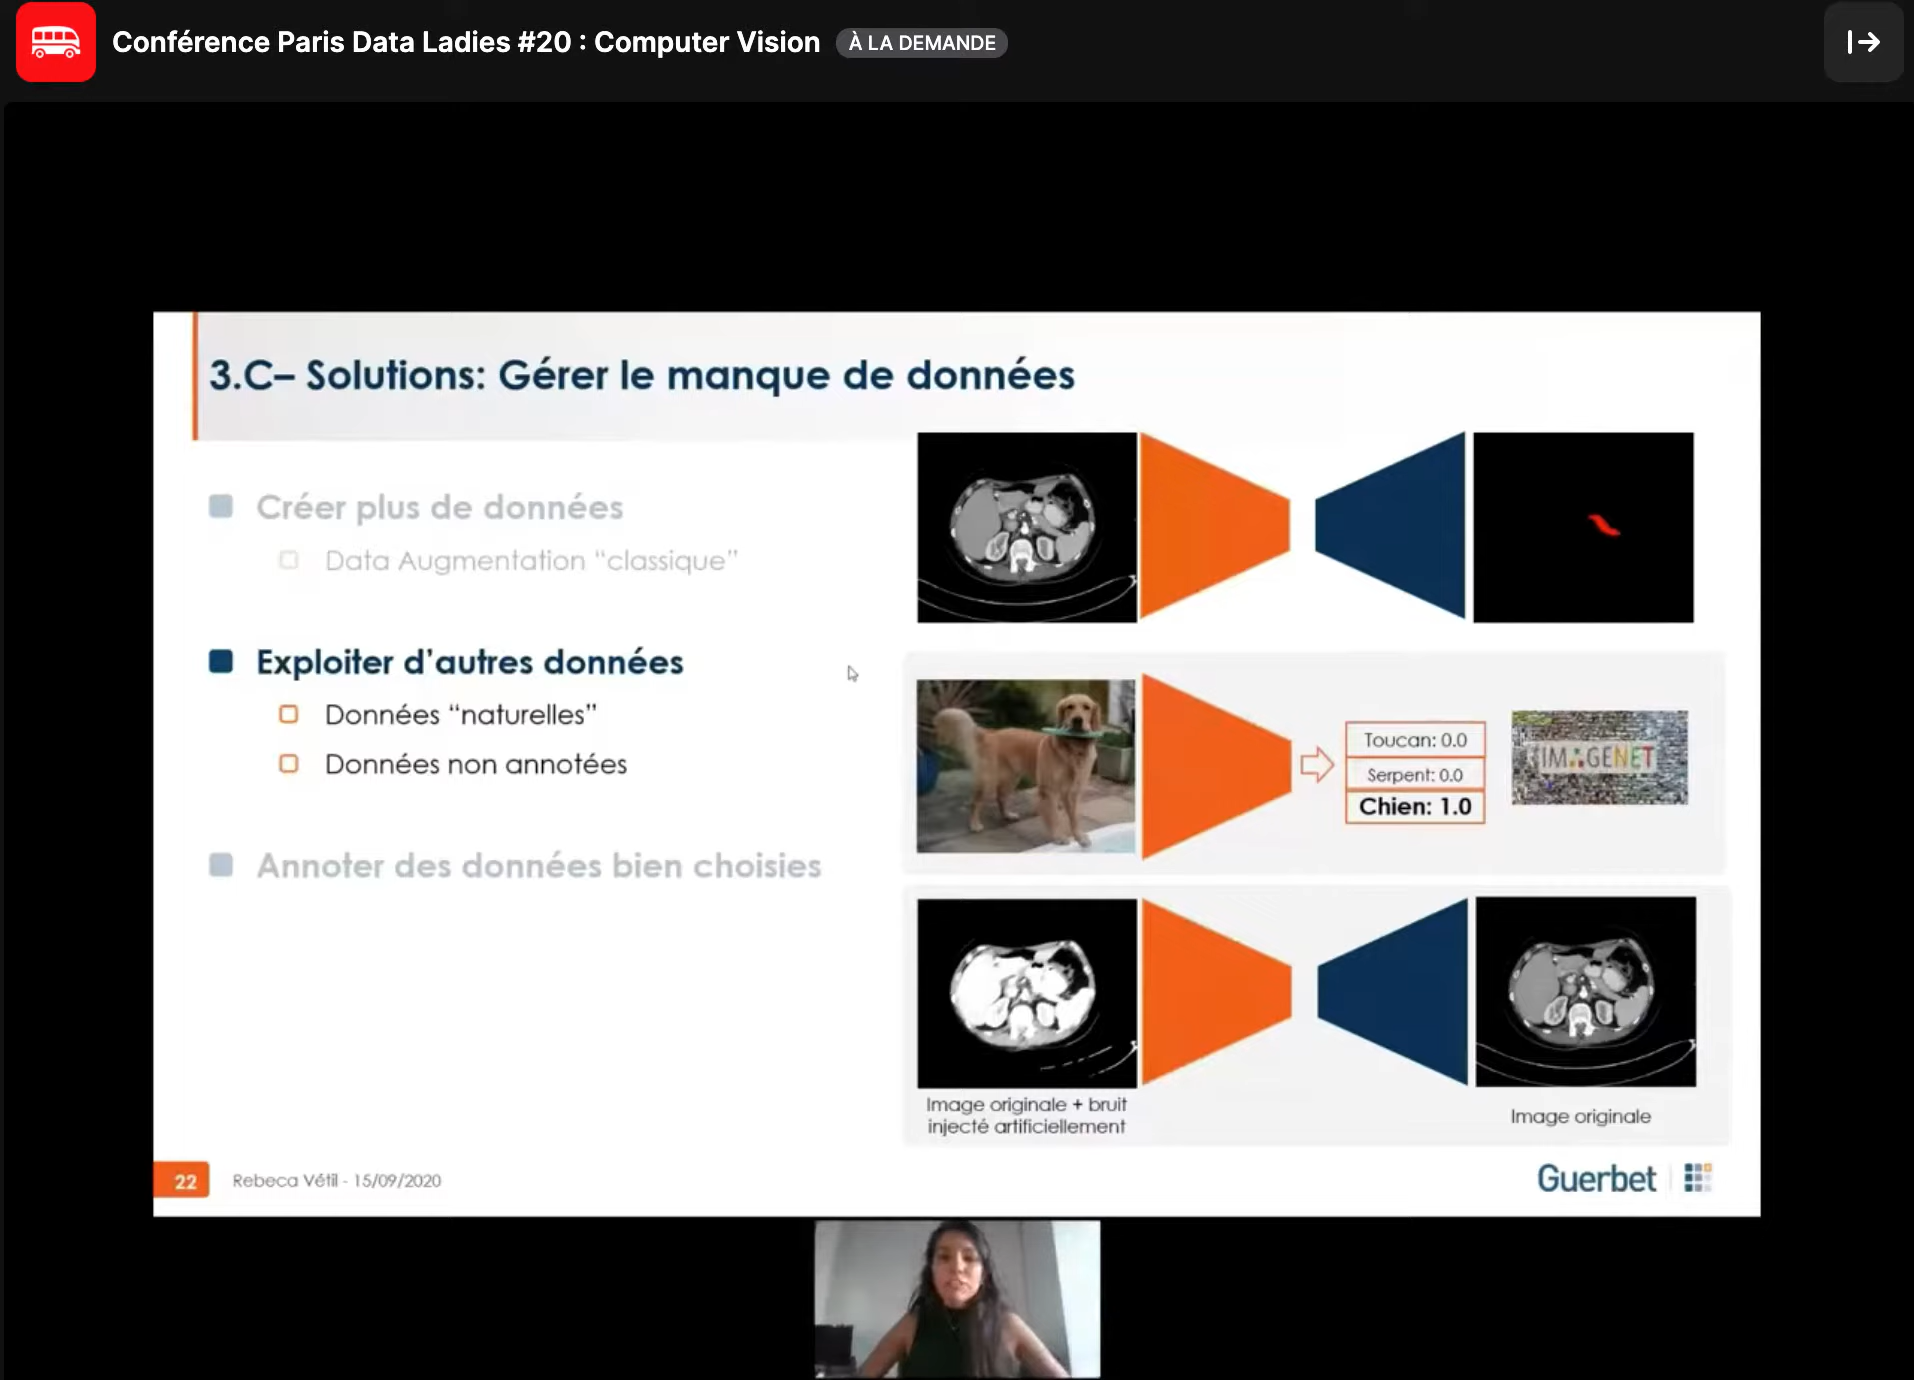 Conférence Paris Data Ladies #20 : Computer Vision
À LA DEMANDE
3.C– Solutions: Gérer le manque de données
Créer plus de données
Data Augmentation “classique”
Exploiter d’autres données
Données “naturelles”
Données non annotées
Annoter des données bien choisies
Toucan: 0.0
Serpent: 0.0
Chien: 1.0
IMAGENET
Image originale + bruit
injecté artificiellement
Image originale
22
Rebeca Vétil - 15/09/2020
Guerbet